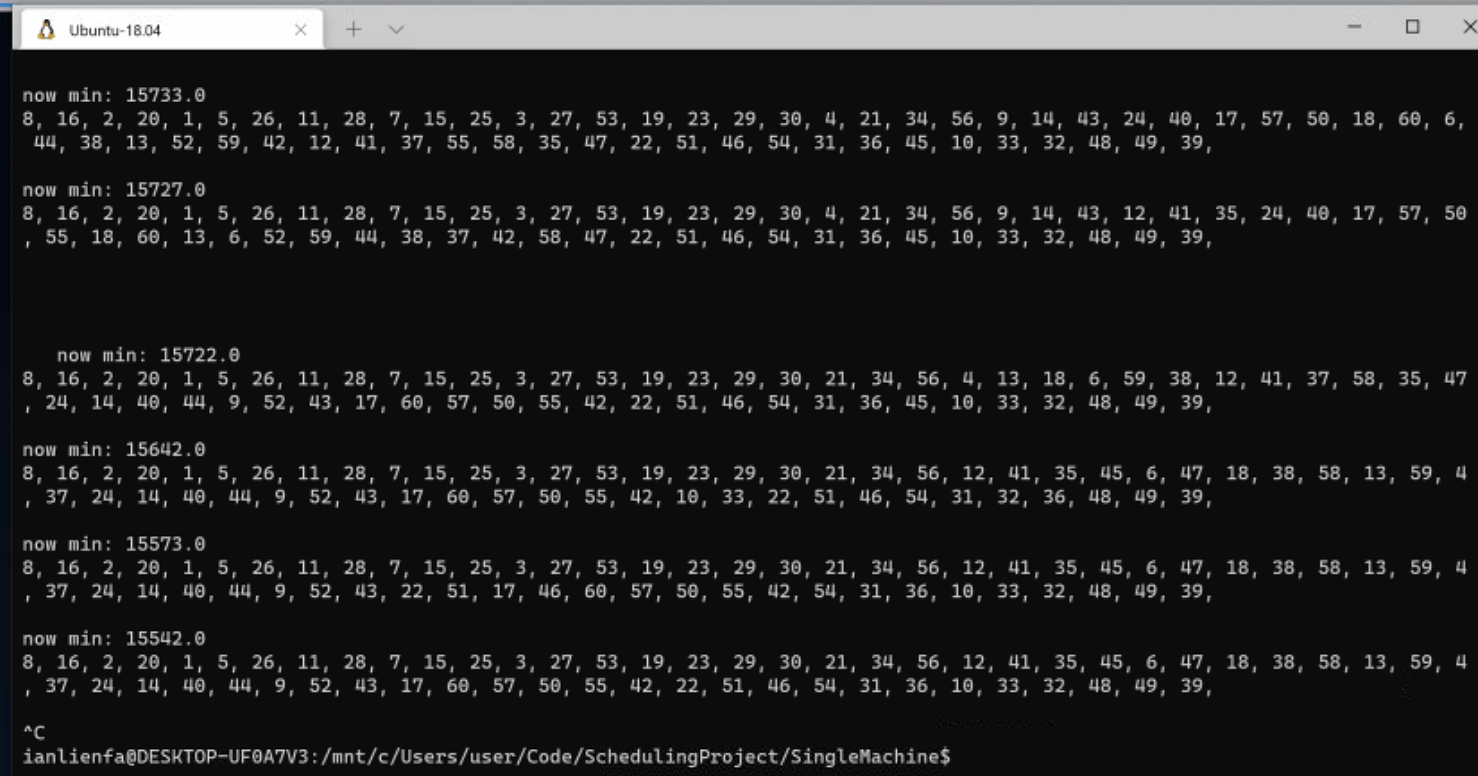 Ubuntu-18.04
now min: 15733.0
8, 16, 2, 20, 1, 5, 26, 11, 28, 7, 15, 25, 3, 27, 53, 19, 23, 29, 30, 4, 21, 34, 56, 9, 14, 43, 24, 40, 17, 57, 50, 18, 60, 6,
44, 38, 13, 52, 59, 42, 12, 41, 37, 55, 58, 35, 47, 22, 51, 46, 54, 31, 36, 45, 10, 33, 32, 48, 49, 39,
now min: 15727.0
8, 16, 2, 20, 1, 5, 26, 11, 28, 7, 15, 25, 3, 27, 53, 19, 23, 29, 30, 4, 21, 34, 56, 9, 14, 43, 12, 41, 35, 24, 40, 17, 57, 50
, 55, 18, 60, 13, 6, 52, 59, 44, 38, 37, 42, 58, 47, 22, 51, 46, 54, 31, 36, 45, 10, 33, 32, 48, 49, 39,
now min: 15722.0
8, 16, 2, 20, 1, 5, 26, 11, 28, 7, 15, 25, 3, 27, 53, 19, 23, 29, 30, 21, 34, 56, 4, 13, 18, 6, 59, 38, 12, 41, 37, 58, 35, 47
, 24, 14, 40, 44, 9, 52, 43, 17, 60, 57, 50, 55, 42, 22, 51, 46, 54, 31, 36, 45, 10, 33, 32, 48, 49, 39,
now min: 15642.0
8, 16, 2, 20, 1, 5, 26, 11, 28, 7, 15, 25, 3, 27, 53, 19, 23, 29, 30, 21, 34, 56, 12, 41, 35, 45, 6, 47, 18, 38, 58, 13, 59, 4
, 37, 24, 14, 40, 44, 9, 52, 43, 17, 60, 57, 50, 55, 42, 10, 33, 22, 51, 46, 54, 31, 32, 36, 48, 49, 39,
now min: 15573.0
8, 16, 2, 20, 1, 5, 26, 11, 28, 7, 15, 25, 3, 27, 53, 19, 23, 29, 30, 21, 34, 56, 12, 41, 35, 45, 6, 47, 18, 38, 58, 13, 59, 4
, 37, 24, 14, 40, 44, 9, 52, 43, 22, 51, 17, 46, 60, 57, 50, 55, 42, 54, 31, 36, 10, 33, 32, 48, 49, 39,
now min: 15542.0
8, 16, 2, 20, 1, 5, 26, 11, 28, 7, 15, 25, 3, 27, 53, 19, 23, 29, 30, 21, 34, 56, 12, 41, 35, 45, 6, 47, 18, 38, 58, 13, 59, 4
, 37, 24, 14, 40, 44, 9, 52, 43, 17, 60, 57, 50, 55, 42, 22, 51, 46, 54, 31, 36, 10, 33, 32, 48, 49, 39,
^C
ianlienfa@DESKTOP-UF0A7V3:/mnt/c/Users/user/Code/SchedulingProject/SingleMachine$